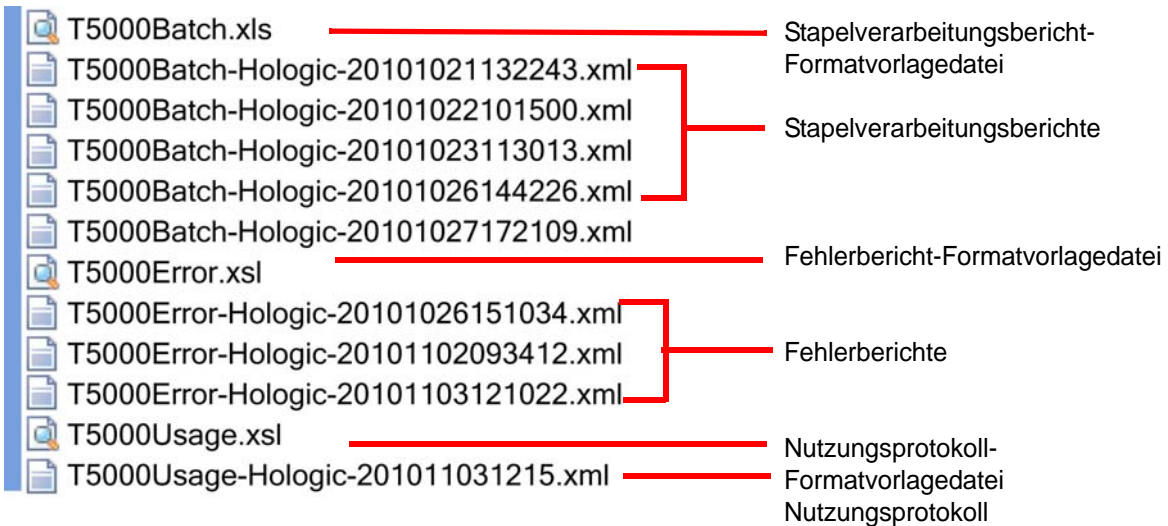 T5000Batch.xls
T5000Batch-Hologic-20101021132243.xml
T5000Batch-Hologic-20101022101500.xml
T5000Batch-Hologic-20101023113013.xml
T5000Batch-Hologic-20101026144226.xml
T5000Batch-Hologic-20101027172109.xml
T5000Error.xsl
T5000Error-Hologic-20101026151034.xml
T5000Error-Hologic-20101102093412.xml
T5000Error-Hologic-20101103121022.xml
T5000Usage.xsl
T5000Usage-Hologic-201011031215.xml
Stapelverarbeitungsbericht-
Formatvorlagedatei
Stapelverarbeitungsberichte
Fehlerbericht-Formatvorlagedatei
Fehlerberichte
Nutzungsprotokoll-
Formatvorlagedatei
Nutzungsprotokoll